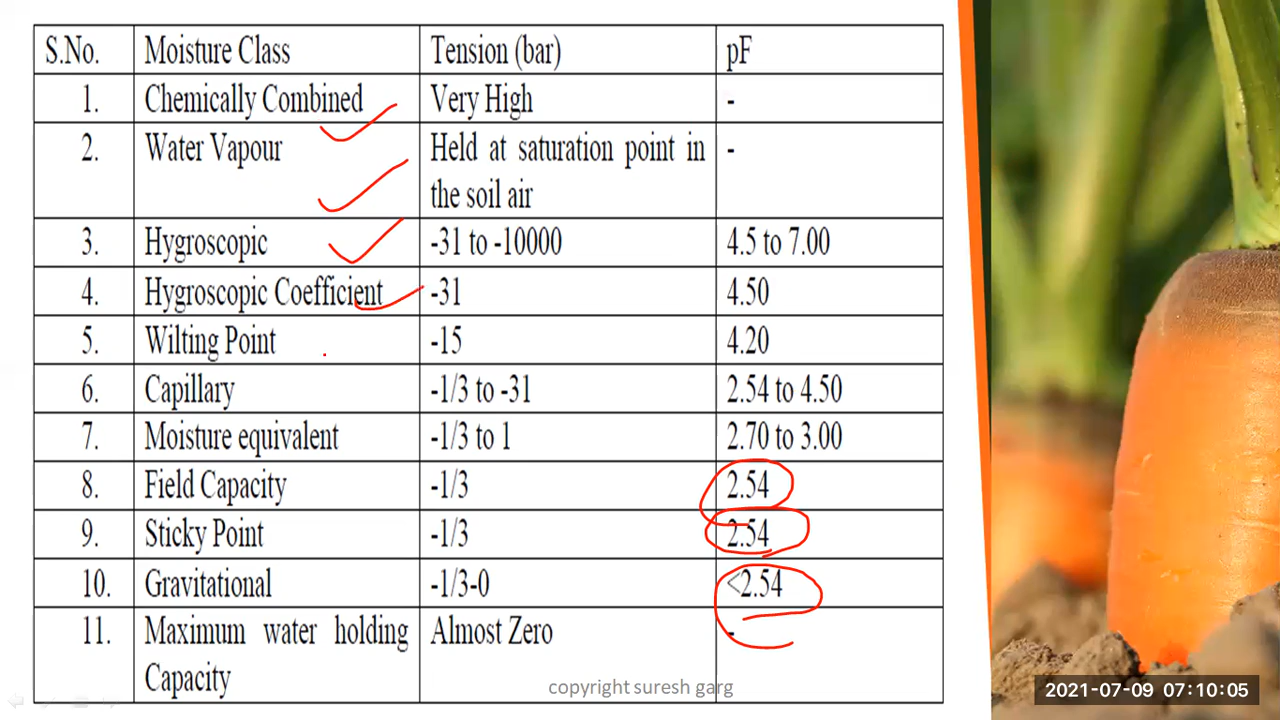 S.No. Moisture Class Tension (bar) pF
1. Chemically Combined Very High -
2. Water Vapour Held at saturation point in -
the soil air
3. Hygroscopic -31 to -10000 4.5 to 7.00
4. Hygroscopic Coefficient -31 4.50
5. Wilting Point -15 4.20
6. Capillary -1/3 to -31 2.54 to 4.50
7. Moisture equivalent -1/3 to 1 2.70 to 3.00
8. Field Capacity -1/3 2.54
9. Sticky Point -1/3 2.54
10. Gravitational -1/3-0 <2.54
11. Maximum water holding Almost Zero -
Capacity
copyright suresh garg
2021-07-09 07:10:05